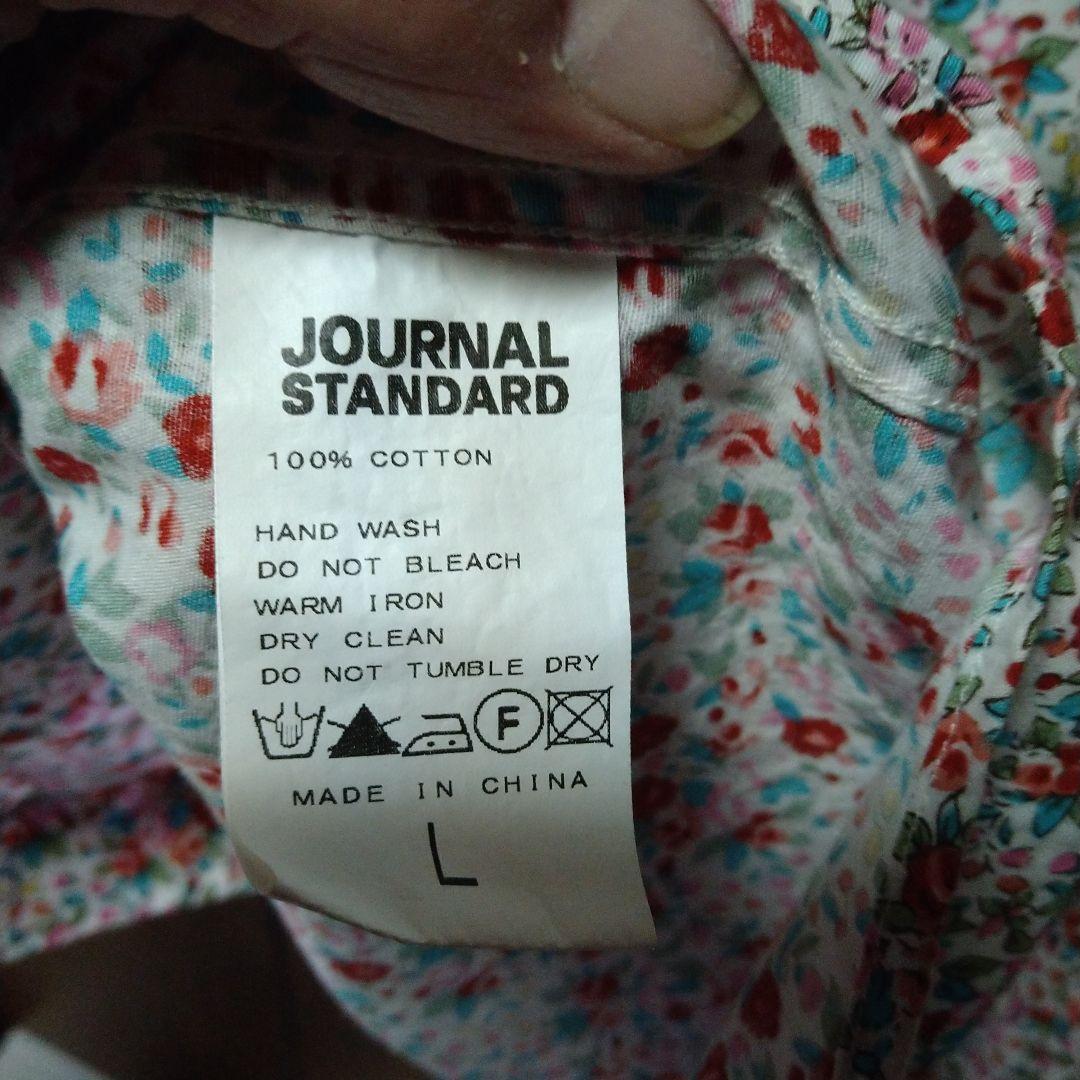 JOURNAL
STANDARD
100% COTTON
HAND WASH
DO NOT BLEACH
WARM IRON
DRY CLEAN
DO NOT TUMBLE DRY
F
MADE IN CHINA
L